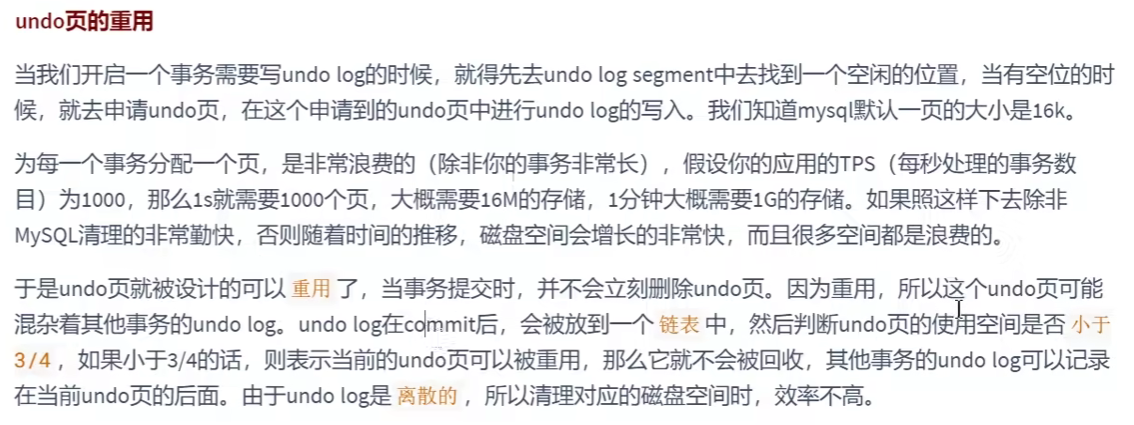 undo页的重用
当我们开启一个事务需要写undo log的时候，就得先去undo log segment中去找到一个空闲的位置，当有空位的时
候，就去申请undo页，在这个申请到的undo页中进行undo log的写入。我们知道mysql默认一页的大小是16k。
为每一个事务分配一个页，是非常浪费的（除非你的事务非常长），假设你的应用的TPS（每秒处理的事务数
目）为1000，那么1s就需要1000个页，大概需要16M的存储，1分钟大概需要1G的存储。如果照这样下去除非
MySQL清理的非常勤快，否则随着时间的推移，磁盘空间会增长的非常快，而且很多空间都是浪费的。
于是undo页就被设计的可以 重用 了，当事务提交时，并不会立刻删除undo页。因为重用，所以这个undo页可能
混杂着其他事务的undo log。undo log在commit后，会被放到一个 链表 中，然后判断undo页的使用空间是否 小于
3/4 ，如果小于3/4的话，则表示当前的undo页可以被重用，那么它就不会被回收，其他事务的undo log可以记录
在当前undo页的后面。由于undo log是 离散的 ，所以清理对应的磁盘空间时，效率不高。